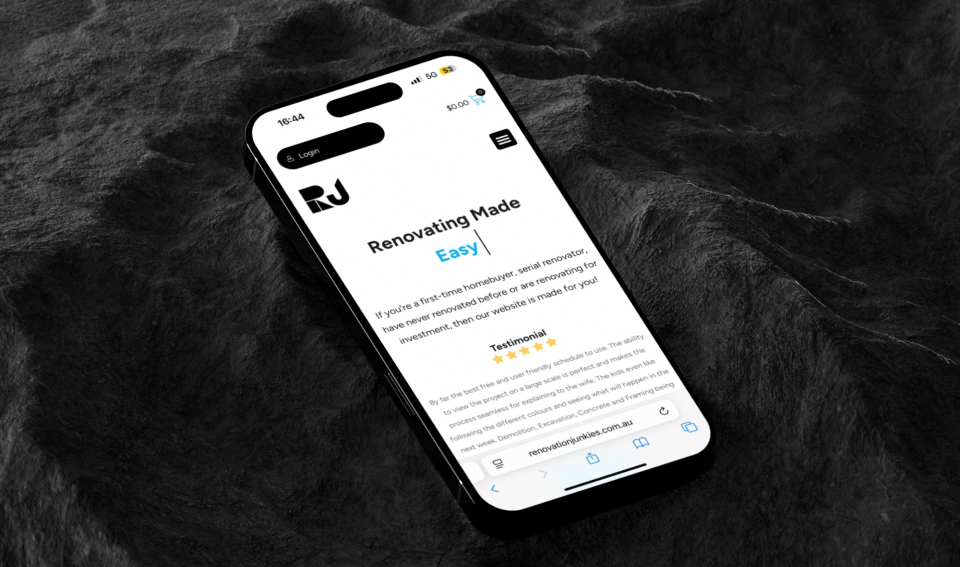 16:44
5G 53
$0.00 0
Login
RJ
Renovating Made
Easy
If you're a first-time homebuyer, serial renovator,
have never renovated before or are renovating for
investment, then our website is made for you!
Testimonial
By far the best free and user friendly schedule to use. The ability
to view the project on a large scale is perfect and makes the
process seamless for explaining to the wife. The kids even like
following the different colours and seeing what will happen in the
next week. Demolition, Excavation, Concrete and Framing being
renovationjunkies.com.au